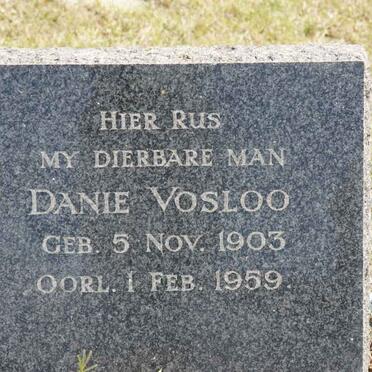 HIER RUS
MY DIERBARE MAN
DANIE VOSLOO
GEB. 5 NOV. 1903
OORL. 1 FEB. 1959.